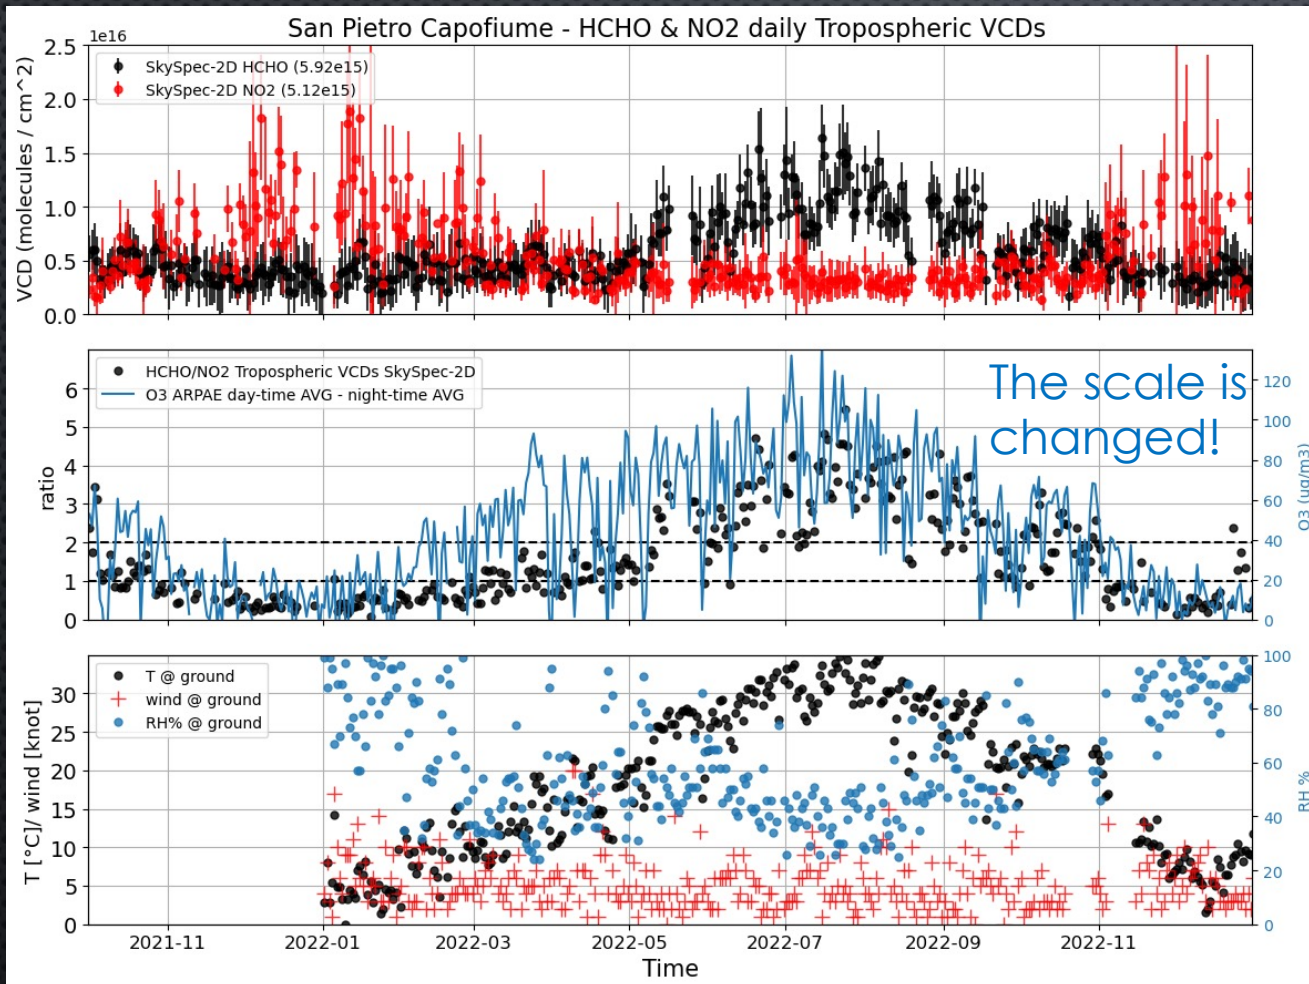 San Pietro Capofiume - HCHO & NO2 daily Tropospheric VCDs
1e16
2.5
2.0
1.5
1.0
0.5
0.0
VCD (molecules / cm^2)
SkySpec-2D HCHO (5.92e15)
SkySpec-2D NO2 (5.12e15)
6
5
4
3
2
1
0
ratio
HCHO/NO2 Tropospheric VCDs SkySpec-2D
O3 ARPAE day-time AVG - night-time AVG
The scale is
changed!
120
100
80
60
40
20
0
O3 (ug/m3)
30
25
20
15
10
5
0
T [°C]/ wind [knot]
T @ ground
wind @ ground
RH% @ ground
100
80
60
40
20
0
RH %
2021-11
2022-01
2022-03
2022-05
2022-07
2022-09
2022-11
Time